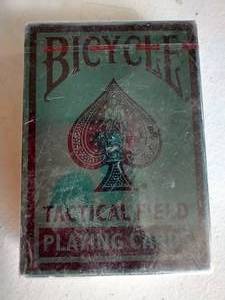 BICYCLE
TACTICAL FIELD
PLAYING CARDS